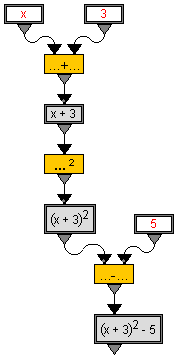 x 3
...+...
x + 3
...²
(x + 3)²
5
...-...
(x + 3)² - 5